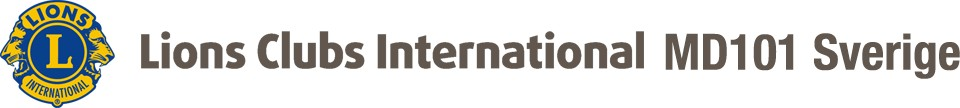 LIONS
L
INTERNATIONAL
®
Lions Clubs International MD101 Sverige